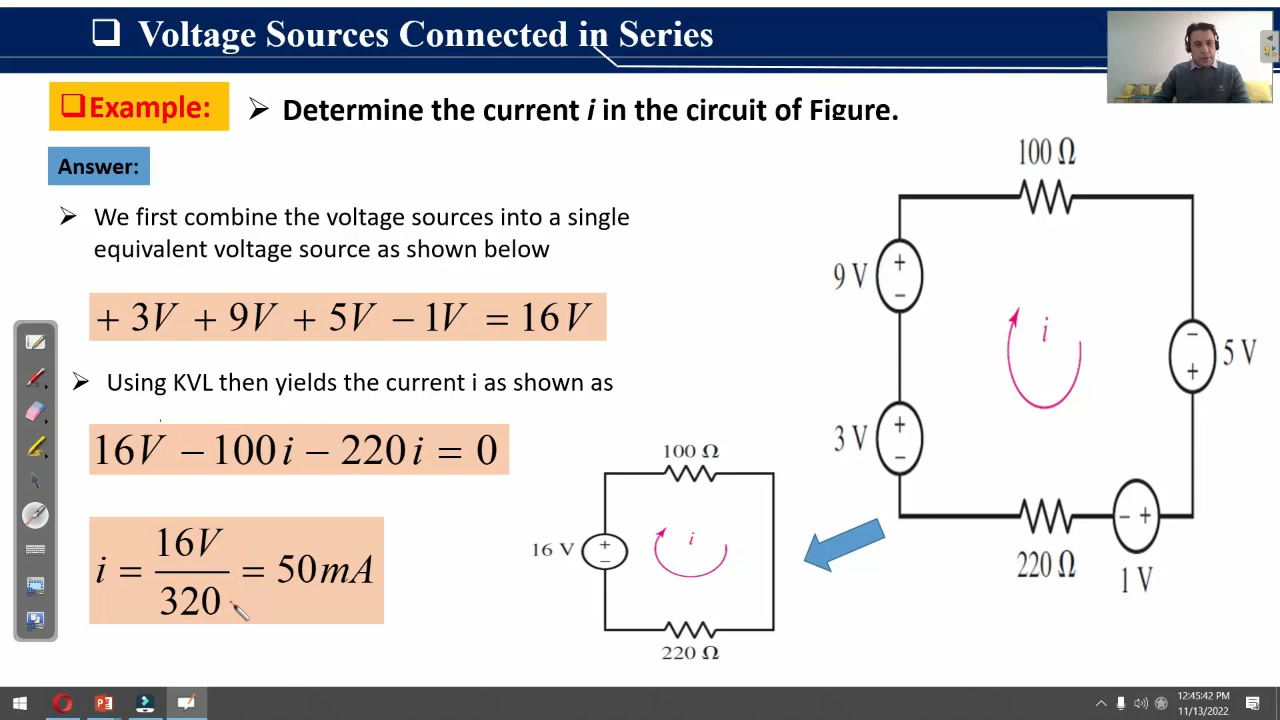 ❑ Voltage Sources Connected in Series
❑Example:
➢ Determine the current i in the circuit of Figure.
Answer:
➢ We first combine the voltage sources into a single
equivalent voltage source as shown below
+ 3V + 9V + 5V − 1V = 16V
➢ Using KVL then yields the current i as shown as
16V − 100i − 220i = 0
i = 16V/320 = 50mA
100 Ω
9 V
+
−
i
−
+
5 V
3 V
+
−
220 Ω
− +
1 V
100 Ω
16 V
+
−
i
220 Ω
12:45:42 PM
11/13/2022